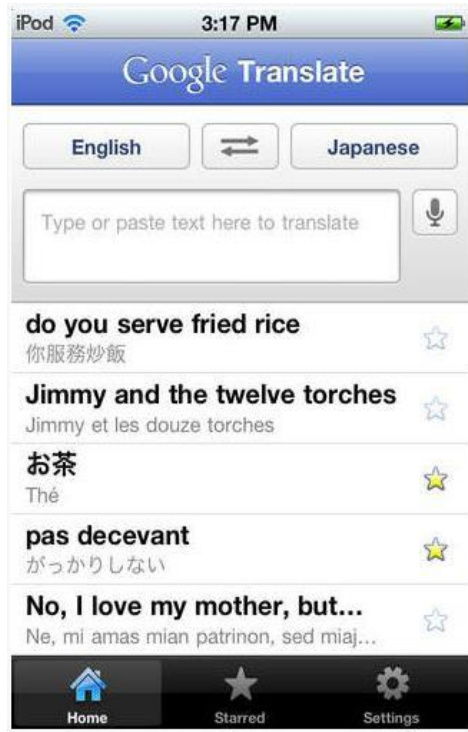 iPod 3:17 PM
Google Translate
English Japanese
Type or paste text here to translate
do you serve fried rice
你服務炒飯
Jimmy and the twelve torches
Jimmy et les douze torches
お茶
Thé
pas decevant
がっかりしない
No, I love my mother, but...
Ne, mi amas mian patrinon, sed miaj...
Home Starred Settings